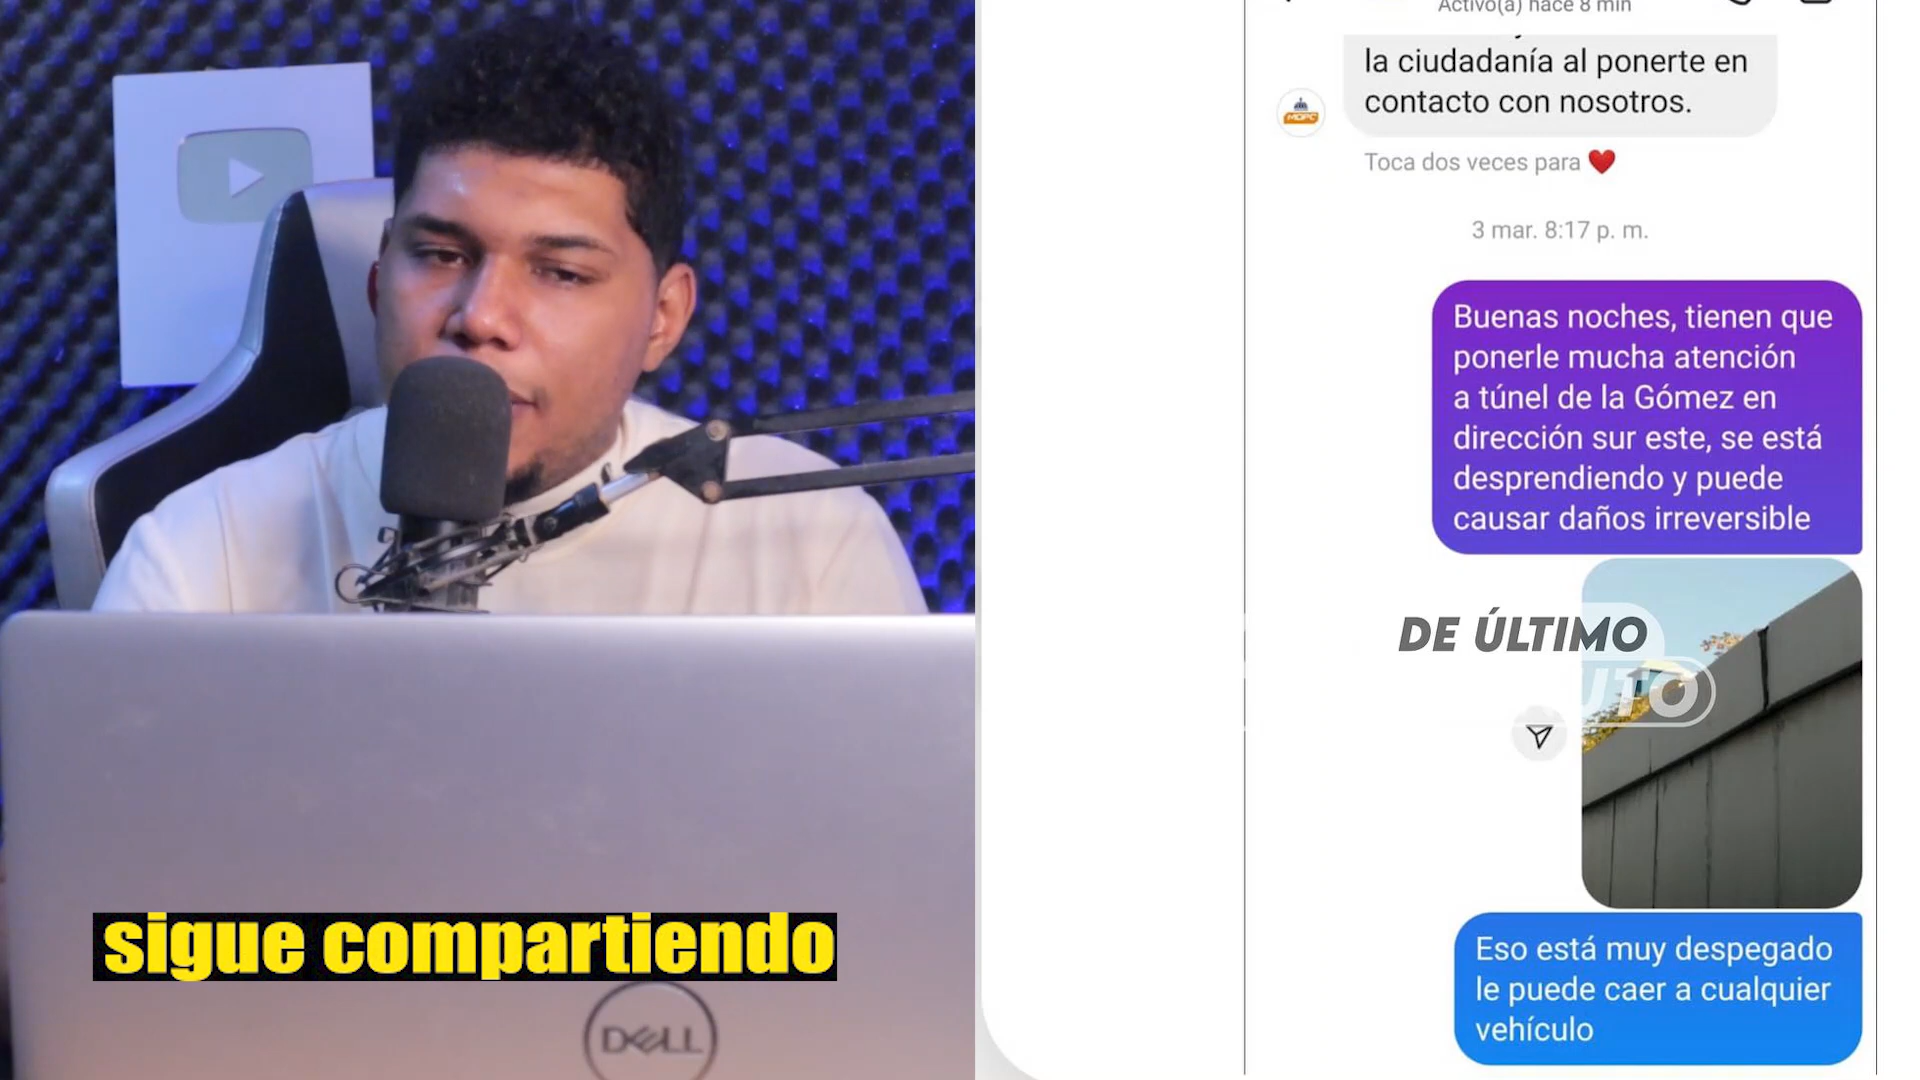 Activo(a) hace 8 min
la ciudadanía al ponerte en
contacto con nosotros.
MOPC
Toca dos veces para ❤️
3 mar. 8:17 p. m.
Buenas noches, tienen que
ponerle mucha atención
a túnel de la Gómez en
dirección sur este, se está
desprendiendo y puede
causar daños irreversible
DE ÚLTIMO
Eso está muy despegado
le puede caer a cualquier
vehículo
sigue compartiendo
DELL